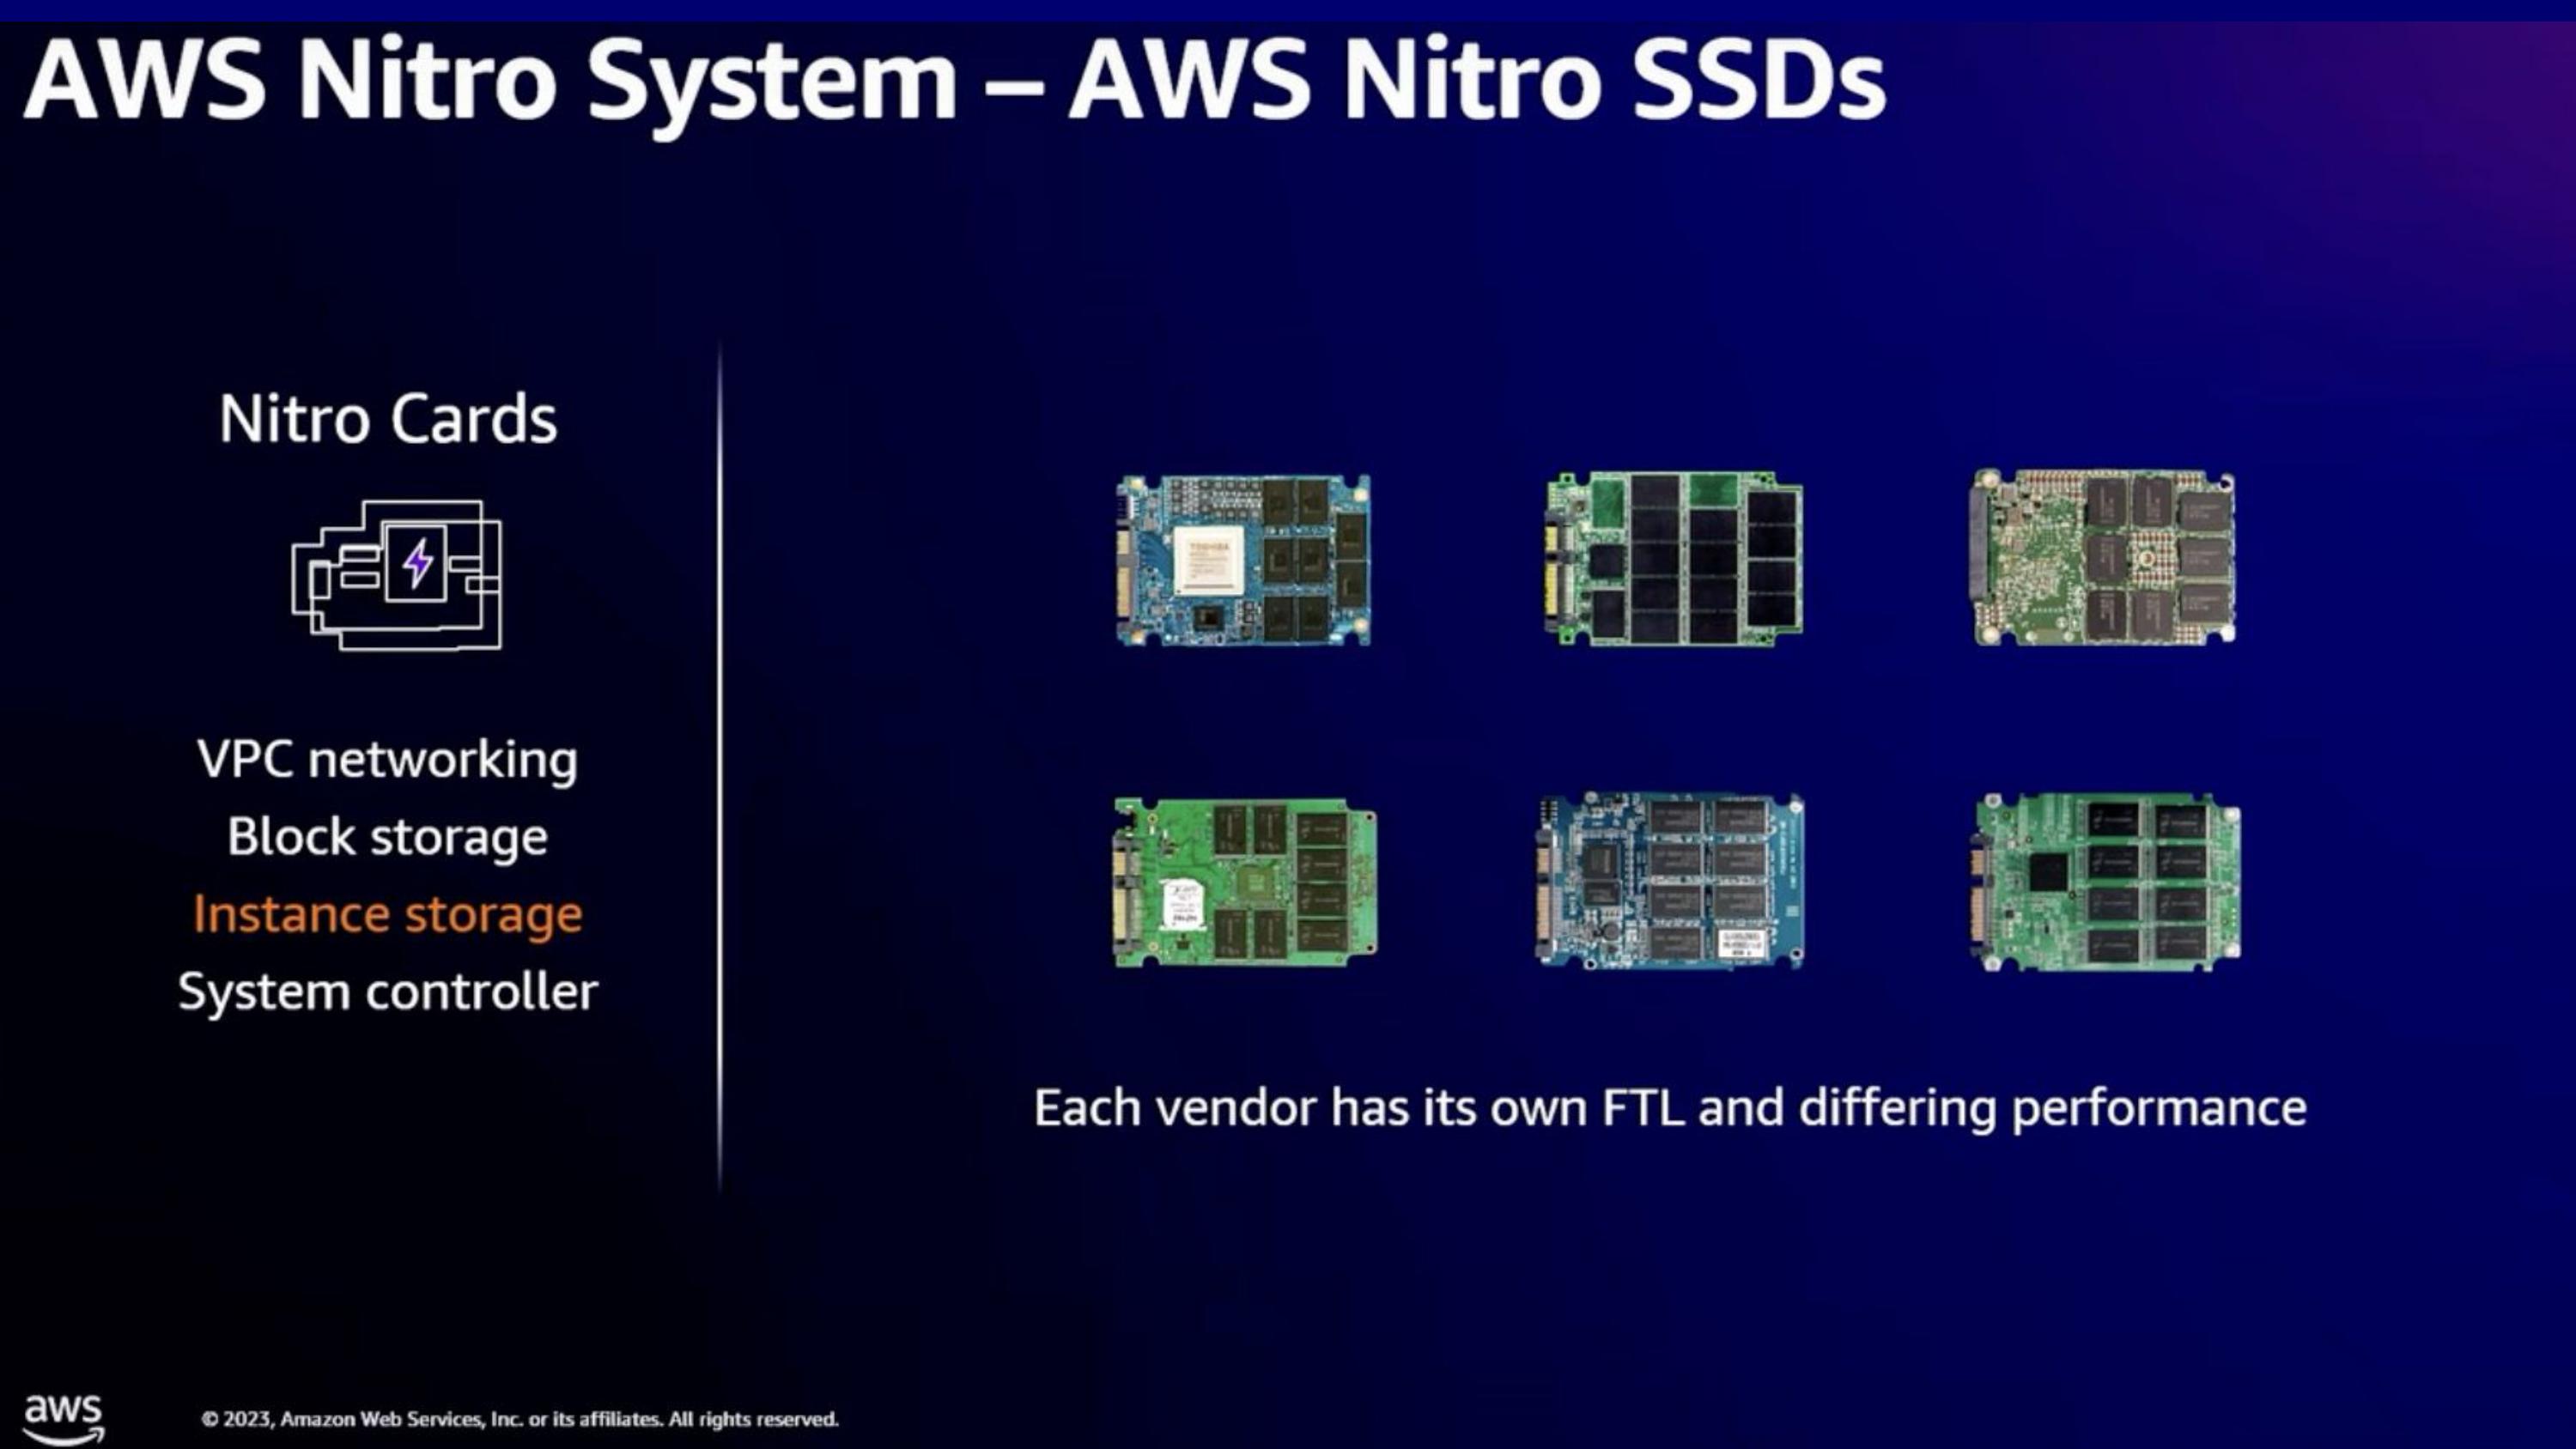 AWS Nitro System – AWS Nitro SSDs
Nitro Cards
VPC networking
Block storage
Instance storage
System controller
TOSHIBA
Each vendor has its own FTL and differing performance
aws
© 2023, Amazon Web Services, Inc. or its affiliates. All rights reserved.